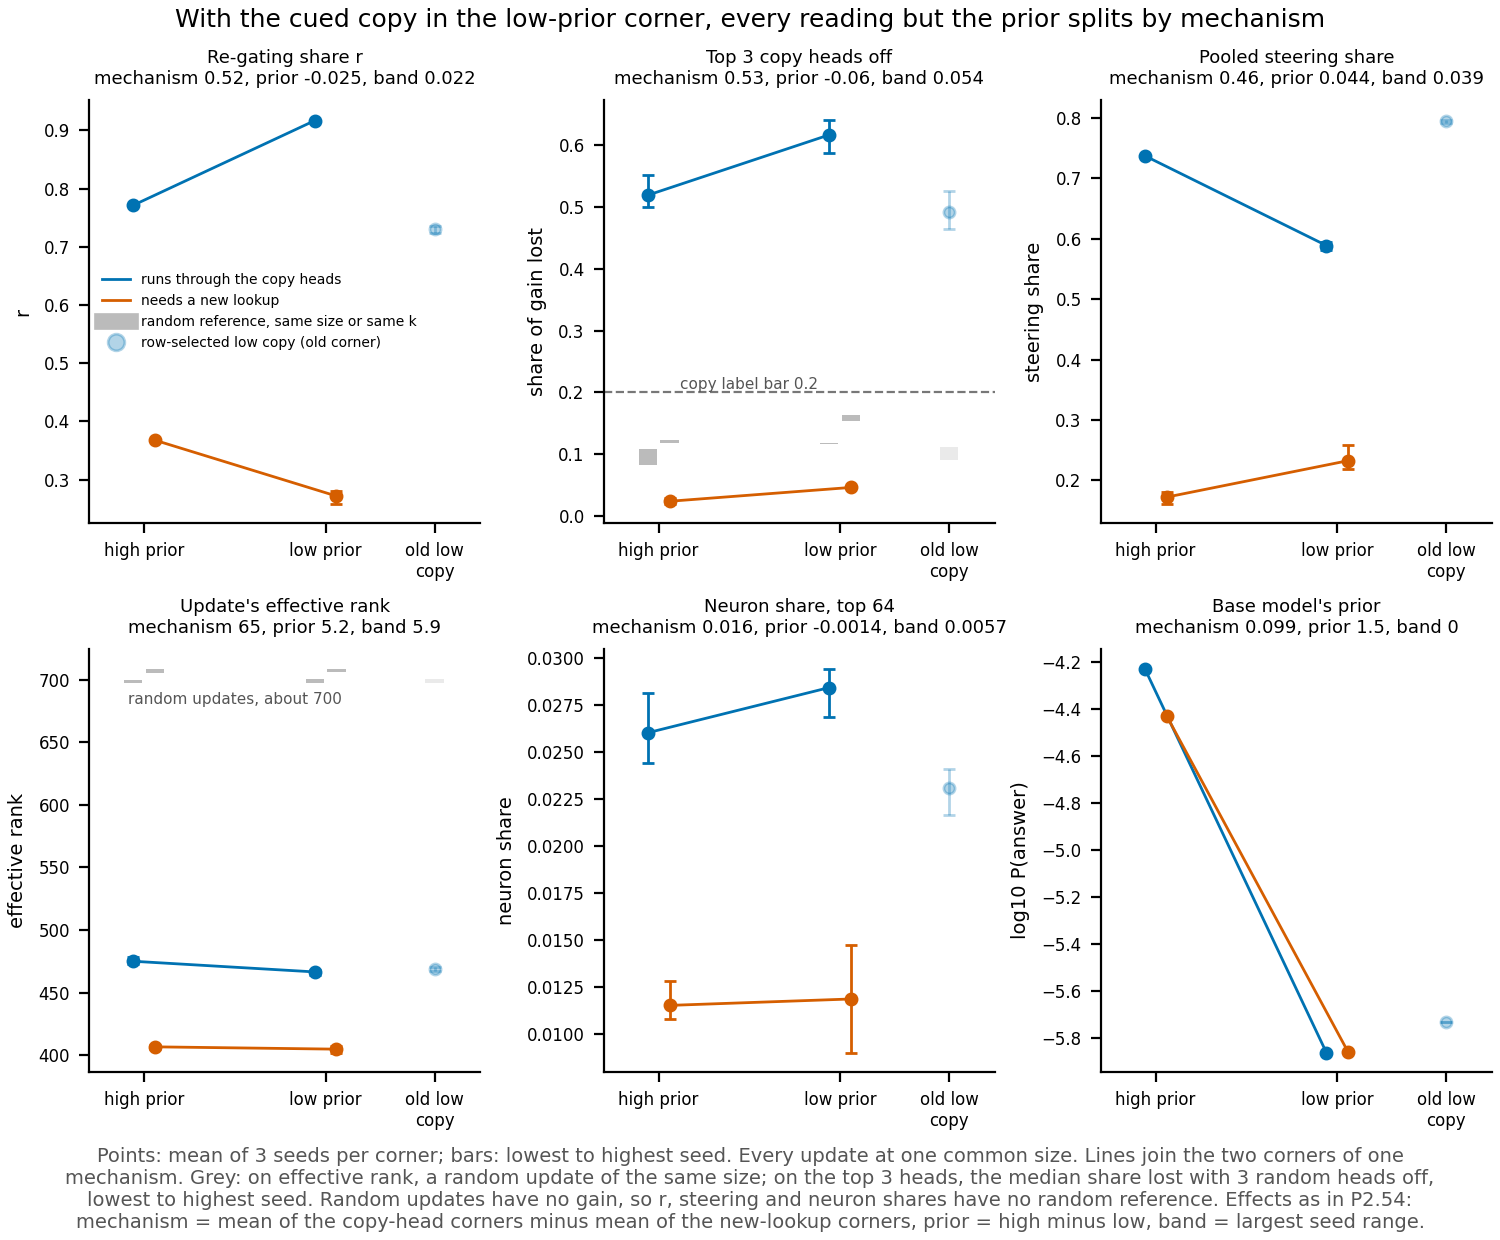 With the cued copy in the low-prior corner, every reading but the prior splits by mechanism
Re-gating share r
mechanism 0.52, prior -0.025, band 0.022
r
0.9
0.8
0.7
0.6
0.5
0.4
0.3
runs through the copy heads
needs a new lookup
random reference, same size or same k
row-selected low copy (old corner)
high prior
low prior
old low
copy
Top 3 copy heads off
mechanism 0.53, prior -0.06, band 0.054
share of gain lost
0.6
0.5
0.4
0.3
0.2
0.1
0.0
copy label bar 0.2
high prior
low prior
old low
copy
Pooled steering share
mechanism 0.46, prior 0.044, band 0.039
steering share
0.8
0.7
0.6
0.5
0.4
0.3
0.2
high prior
low prior
old low
copy
Update's effective rank
mechanism 65, prior 5.2, band 5.9
effective rank
700
650
600
550
500
450
400
random updates, about 700
high prior
low prior
old low
copy
Neuron share, top 64
mechanism 0.016, prior -0.0014, band 0.0057
neuron share
0.0300
0.0275
0.0250
0.0225
0.0200
0.0175
0.0150
0.0125
0.0100
high prior
low prior
old low
copy
Base model's prior
mechanism 0.099, prior 1.5, band 0
log10 P(answer)
−4.2
−4.4
−4.6
−4.8
−5.0
−5.2
−5.4
−5.6
−5.8
high prior
low prior
old low
copy
Points: mean of 3 seeds per corner; bars: lowest to highest seed. Every update at one common size. Lines join the two corners of one
mechanism. Grey: on effective rank, a random update of the same size; on the top 3 heads, the median share lost with 3 random heads off,
lowest to highest seed. Random updates have no gain, so r, steering and neuron shares have no random reference. Effects as in P2.54:
mechanism = mean of the copy-head corners minus mean of the new-lookup corners, prior = high minus low, band = largest seed range.